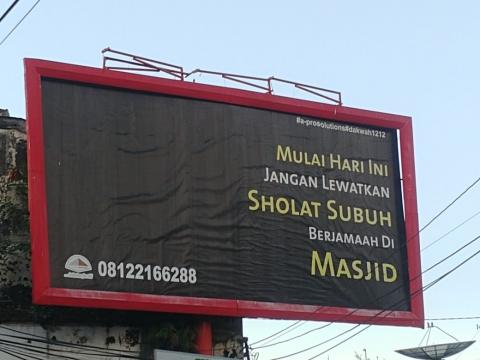 #a-prosolutions#dakwah1212
MULAI HARI INI
JANGAN LEWATKAN
SHOLAT SUBUH
BERJAMAAH DI
MASJID
08122166288